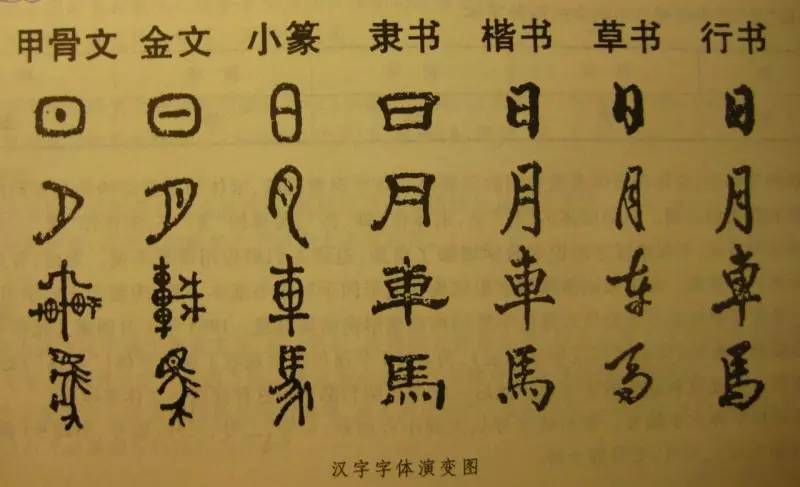 甲骨文 金文 小篆 隶书 楷书 草书 行书
日 日 日 日 日 日 日
月 月 月 月 月 月 月
車 車 車 車 車 车 車
馬 馬 馬 馬 馬 马 馬
汉字字体演变图